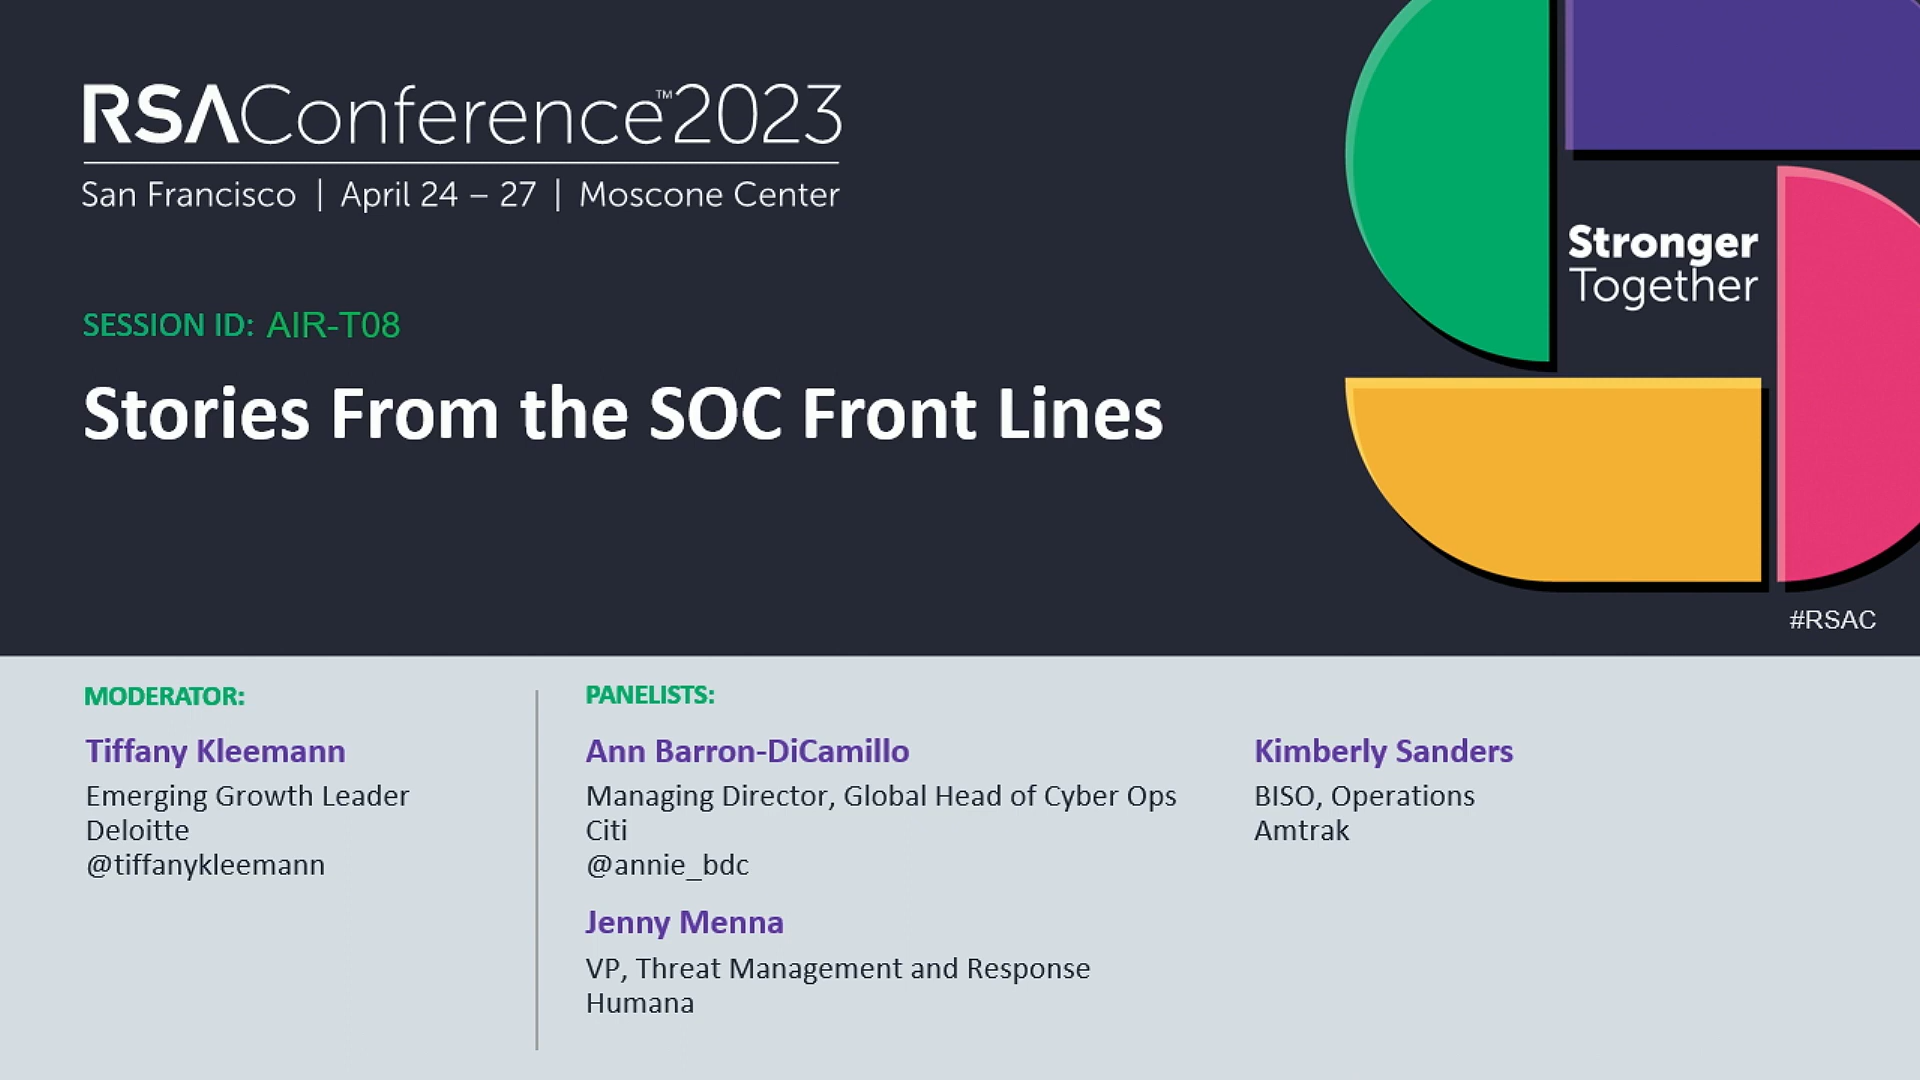 RSAConference™2023
San Francisco | April 24 – 27 | Moscone Center
Stronger
Together
SESSION ID: AIR-T08
Stories From the SOC Front Lines
#RSAC
MODERATOR:
Tiffany Kleemann
Emerging Growth Leader
Deloitte
@tiffanykleemann
PANELISTS:
Ann Barron-DiCamillo
Managing Director, Global Head of Cyber Ops
Citi
@annie_bdc
Jenny Menna
VP, Threat Management and Response
Humana
Kimberly Sanders
BISO, Operations
Amtrak